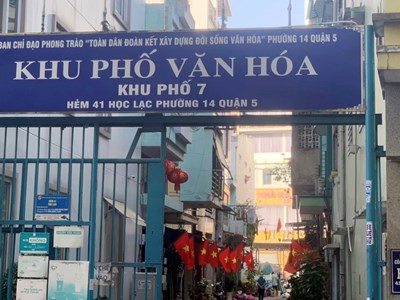 BAN CHỈ ĐẠO PHONG TRÀO "TOÀN DÂN ĐOÀN KẾT XÂY DỰNG ĐỜI SỐNG VĂN HÓA" PHƯỜNG 14 QUẬN 5
KHU PHỐ VĂN HÓA
KHU PHỐ 7
HẺM 41 HỌC LẠC PHƯỜNG 14 QUẬN 5